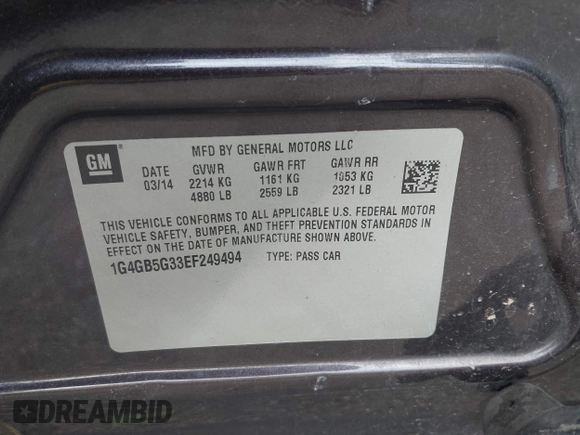 GM
MFD BY GENERAL MOTORS LLC
DATE GVWR GAWR FRT GAWR RR
03/14 2214 KG 1161 KG 1053 KG
4880 LB 2559 LB 2321 LB
THIS VEHICLE CONFORMS TO ALL APPLICABLE U.S. FEDERAL MOTOR
VEHICLE SAFETY, BUMPER, AND THEFT PREVENTION STANDARDS IN
EFFECT ON THE DATE OF MANUFACTURE SHOWN ABOVE.
1G4GB5G33EF249494 TYPE: PASS CAR
DREAMBID